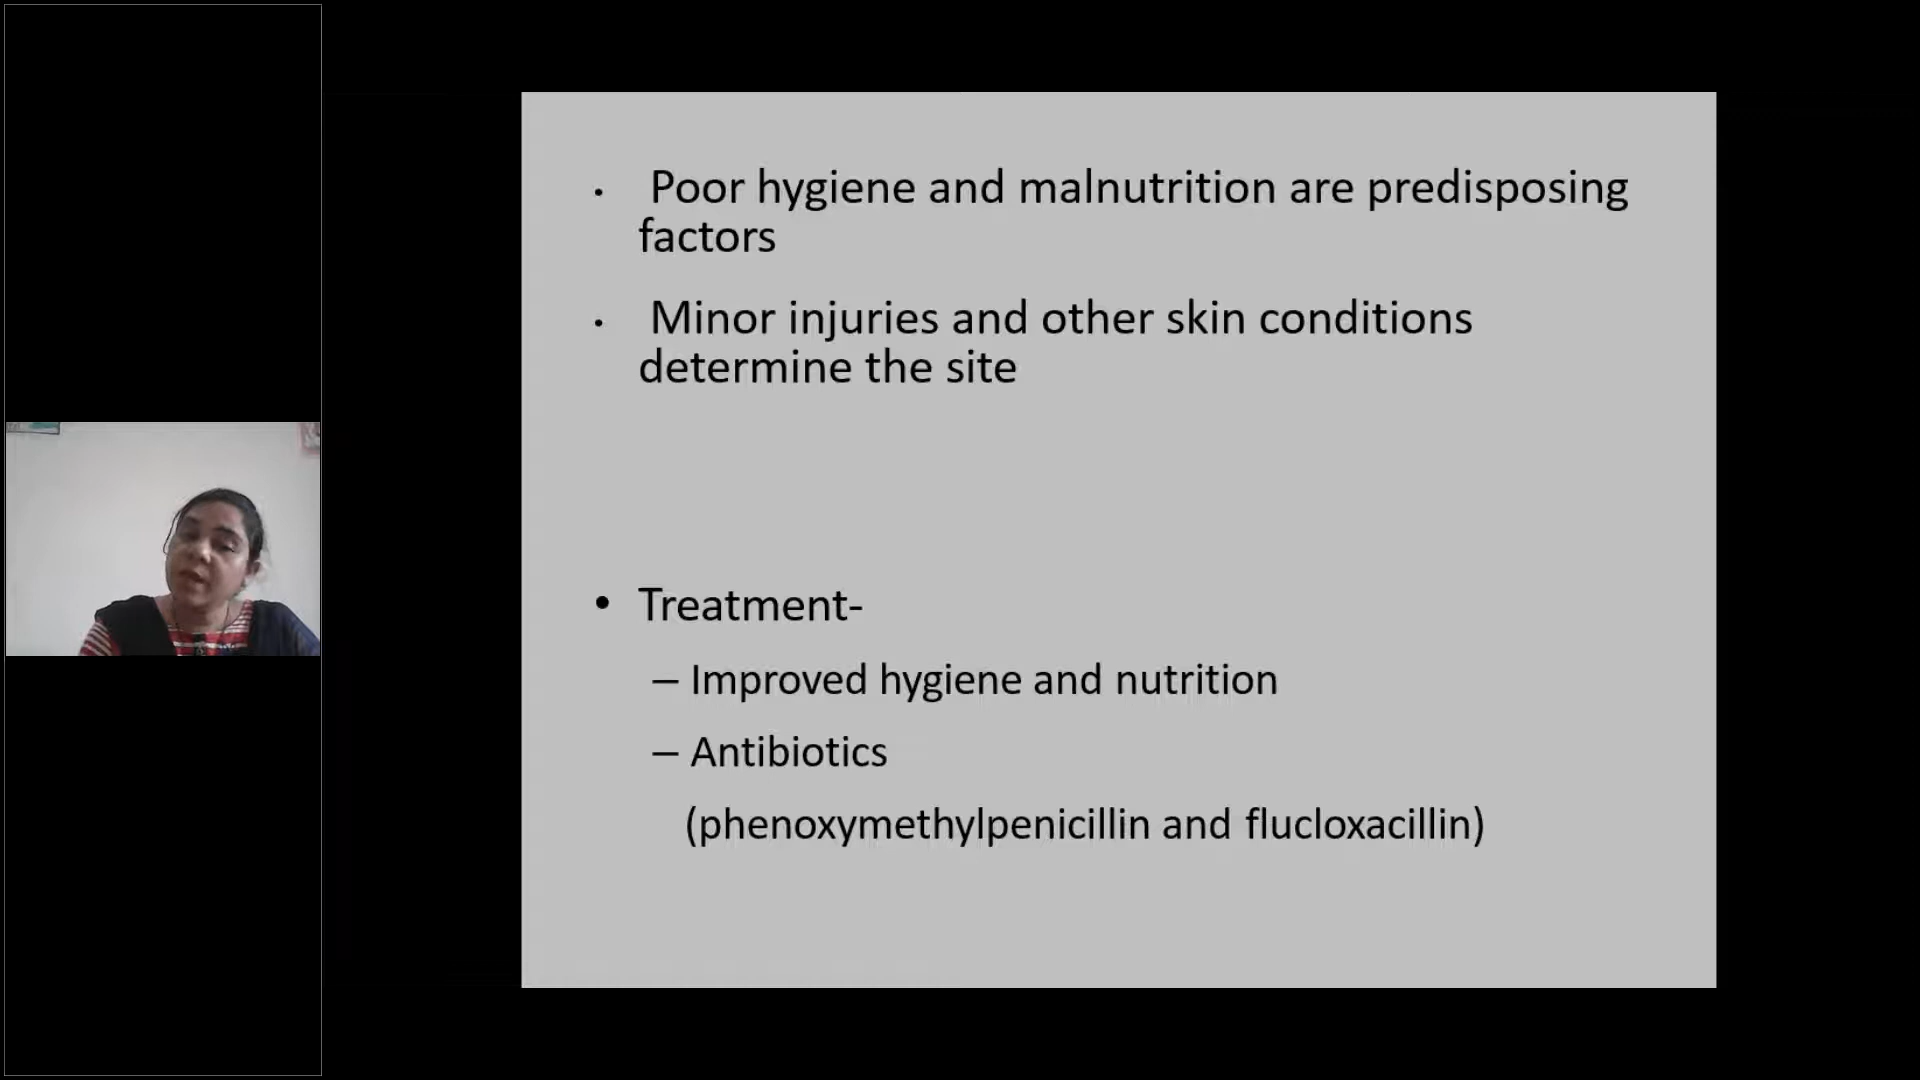 • Poor hygiene and malnutrition are predisposing
factors
• Minor injuries and other skin conditions
determine the site
• Treatment-
– Improved hygiene and nutrition
– Antibiotics
(phenoxymethylpenicillin and flucloxacillin)